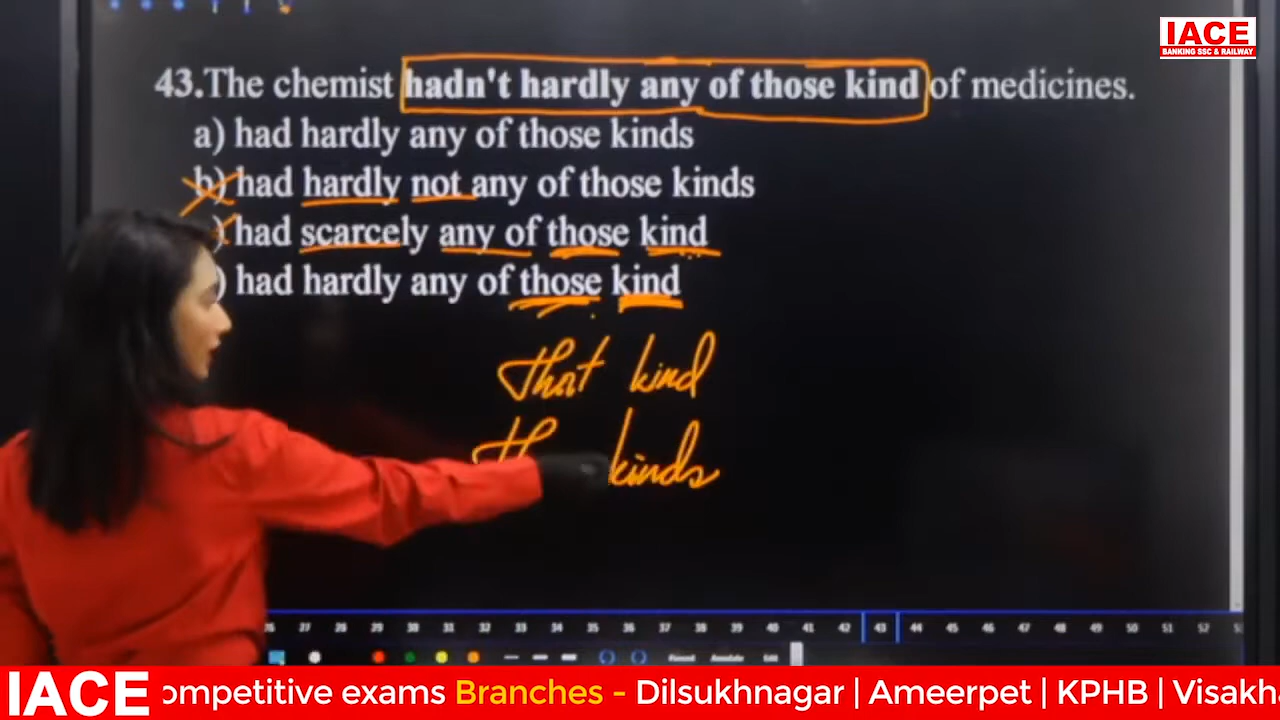 IACE
BANKING SSC & RAILWAY
43.The chemist hadn't hardly any of those kind of medicines.
a) had hardly any of those kinds
b) had hardly not any of those kinds
) had scarcely any of those kind
) had hardly any of those kind
that kind
kinds
27 28 29 30 31 32 33 34 35 36 37 38 39 40 41 42 43 44 45 46 47 48 49 50 51 52
Edit
IACE ompetitive exams Branches - Dilsukhnagar | Ameerpet | KPHB | Visakh